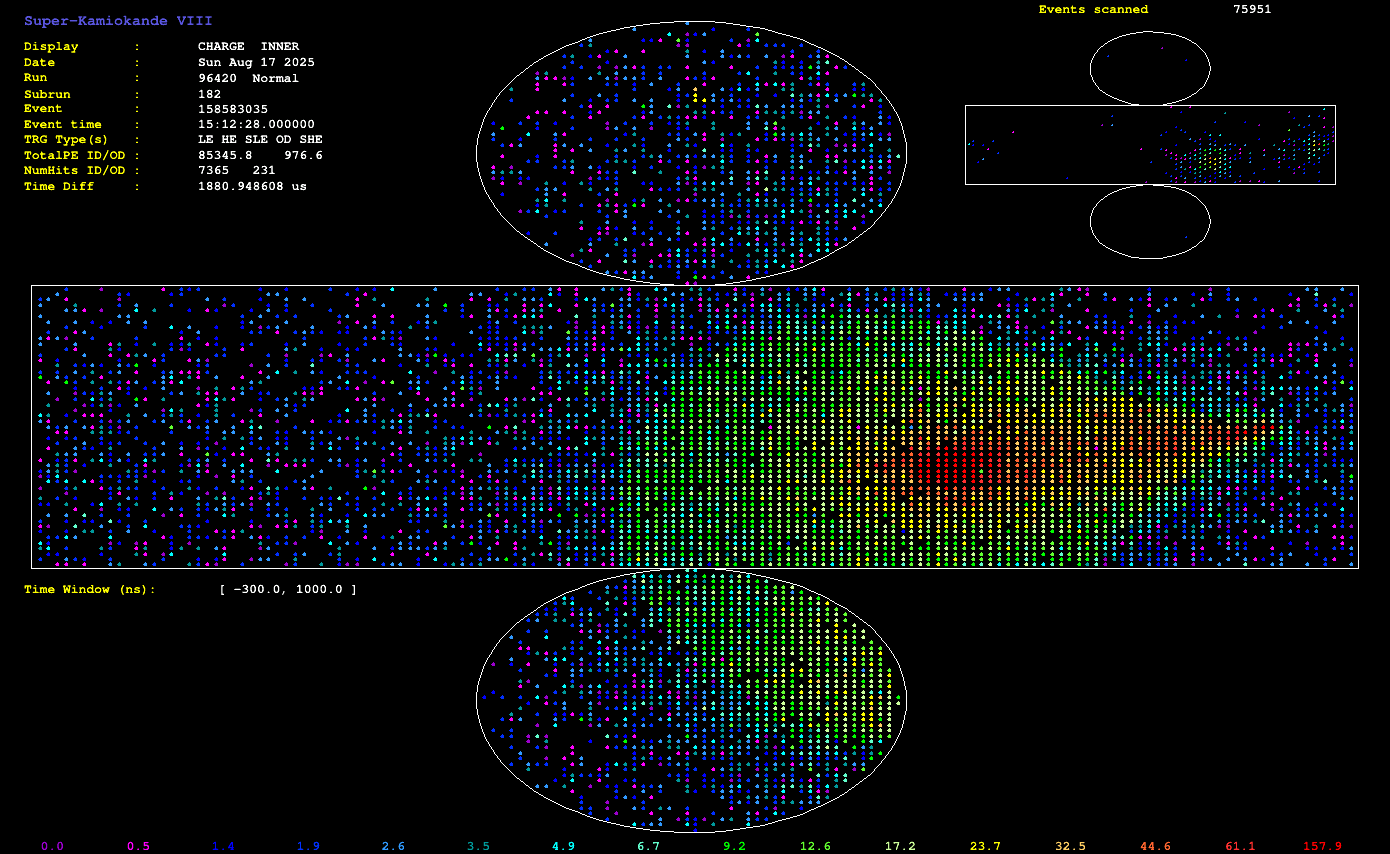 Super-Kamiokande VIII
Events scanned 75951
Display : CHARGE INNER
Date : Sun Aug 17 2025
Run : 96420 Normal
Subrun : 182
Event : 158583035
Event time : 15:12:28.000000
TRG Type(s) : LE HE SLE OD SHE
TotalPE ID/OD : 85345.8 976.6
NumHits ID/OD : 7365 231
Time Diff : 1880.948608 us
Time Window (ns): [ -300.0, 1000.0 ]
0.0 0.5 1.4 1.9 2.6 3.5 4.9 6.7 9.2 12.6 17.2 23.7 32.5 44.6 61.1 157.9